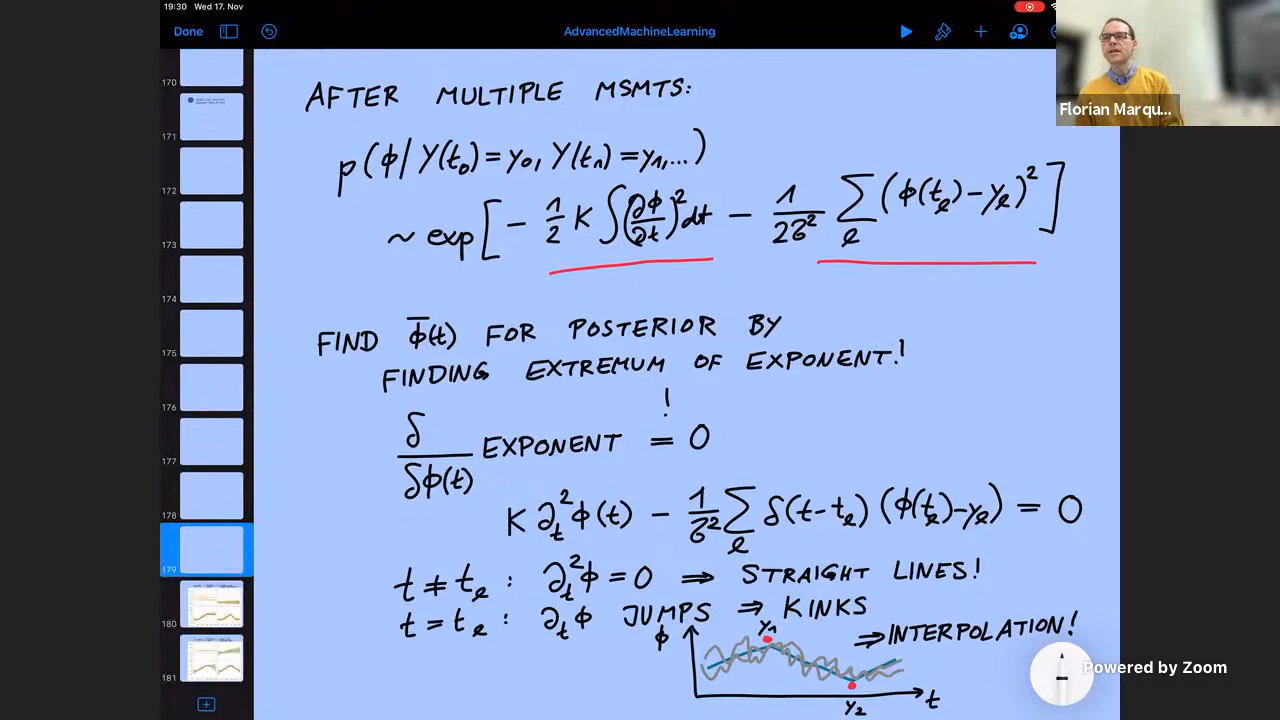 19:30 Wed 17. Nov
Done
AdvancedMachineLearning
Florian Marqu...
170
171
172
173
174
175
176
177
178
179
180
181
AFTER MULTIPLE MSMTS:
p(ϕ|Y(t₀)=y₀, Y(t₁)=y₁,...)
~ exp[- 1/2 K ∫(∂ϕ/∂t)² dt - 1/2σ² Σ_ℓ (ϕ(t_ℓ)-y_ℓ)²]
FIND ϕ̅(t) FOR POSTERIOR BY
FINDING EXTREMUM OF EXPONENT!
δ/δϕ(t) EXPONENT =! 0
K ∂_t² ϕ(t) - 1/σ² Σ_ℓ δ(t-t_ℓ) (ϕ(t_ℓ)-y_ℓ) = 0
t ≠ t_ℓ : ∂_t² ϕ = 0 ⇒ STRAIGHT LINES!
t = t_ℓ : ∂_t ϕ JUMPS ⇒ KINKS
⇒ INTERPOLATION!
ϕ
y₁
y₂
t
Powered by Zoom